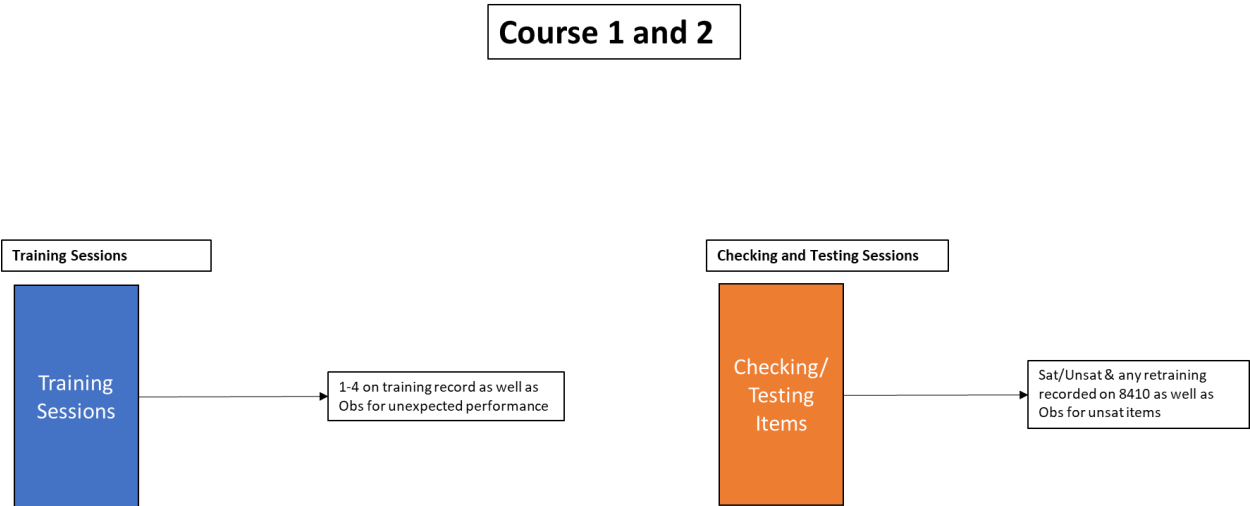 Course 1 and 2
Training Sessions
Training
Sessions
1-4 on training record as well as
Obs for unexpected performance
Checking and Testing Sessions
Checking/
Testing
Items
Sat/Unsat & any retraining
recorded on 8410 as well as
Obs for unsat items